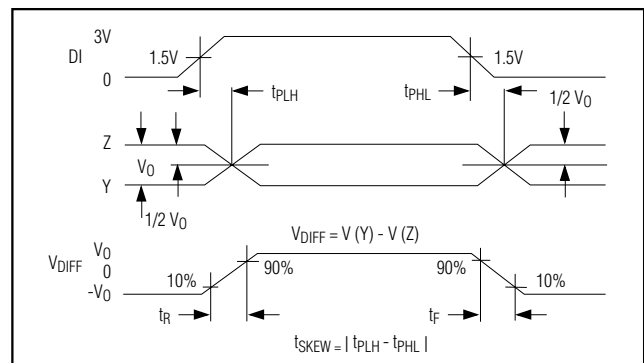 3V
DI
1.5V
1.5V
0
tPLH
tPHL
1/2 VO
Z
VO
Y
1/2 VO
VDIFF = V (Y) - V (Z)
VO
VDIFF 0
-VO
10%
90%
90%
10%
tR
tF
tSKEW = | tPLH - tPHL |